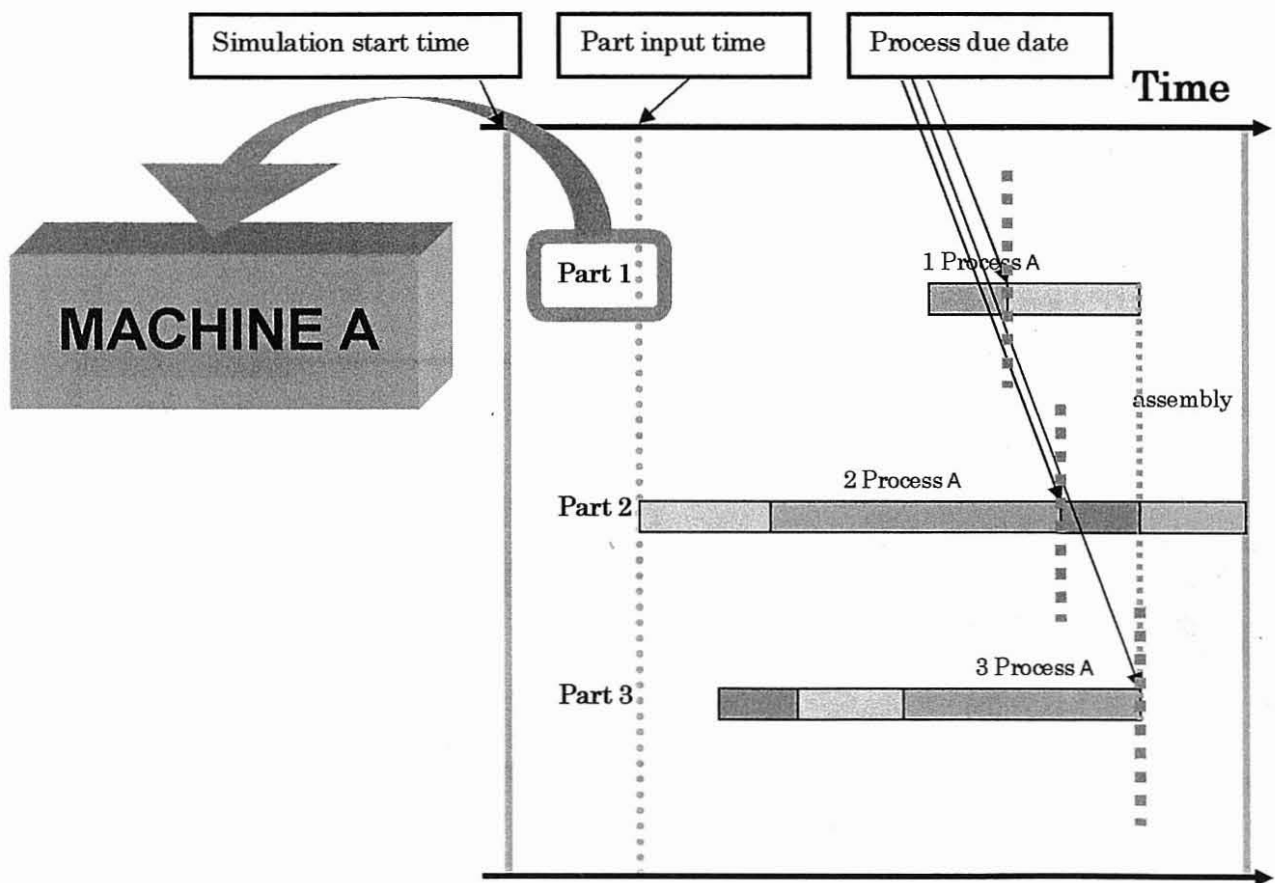 Simulation start time
Part input time
Process due date
Time
Part 1
1 Process A
MACHINE A
assembly
2 Process A
Part 2
3 Process A
Part 3